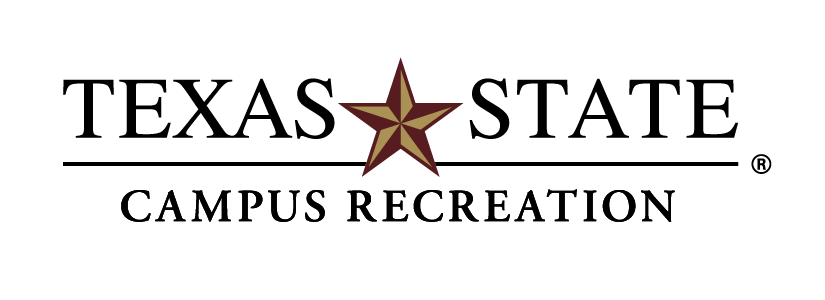 TEXAS STATE
®
CAMPUS RECREATION